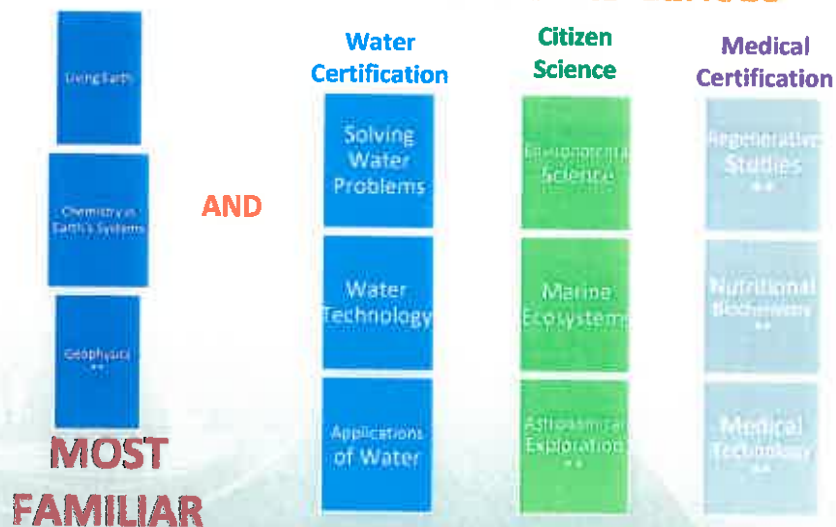 Living Earth
Chemistry in
Earth's Systems
Geophysics
**
MOST
FAMILIAR
AND
Water
Certification
Solving
Water
Problems
Water
Technology
Applications
of Water
Citizen
Science
Environmental
Science
Marine
Ecosystems
Astronomical
Exploration
**
Medical
Certification
Regenerative
Studies
**
Nutritional
Biochemistry
**
Medical
Technology
**